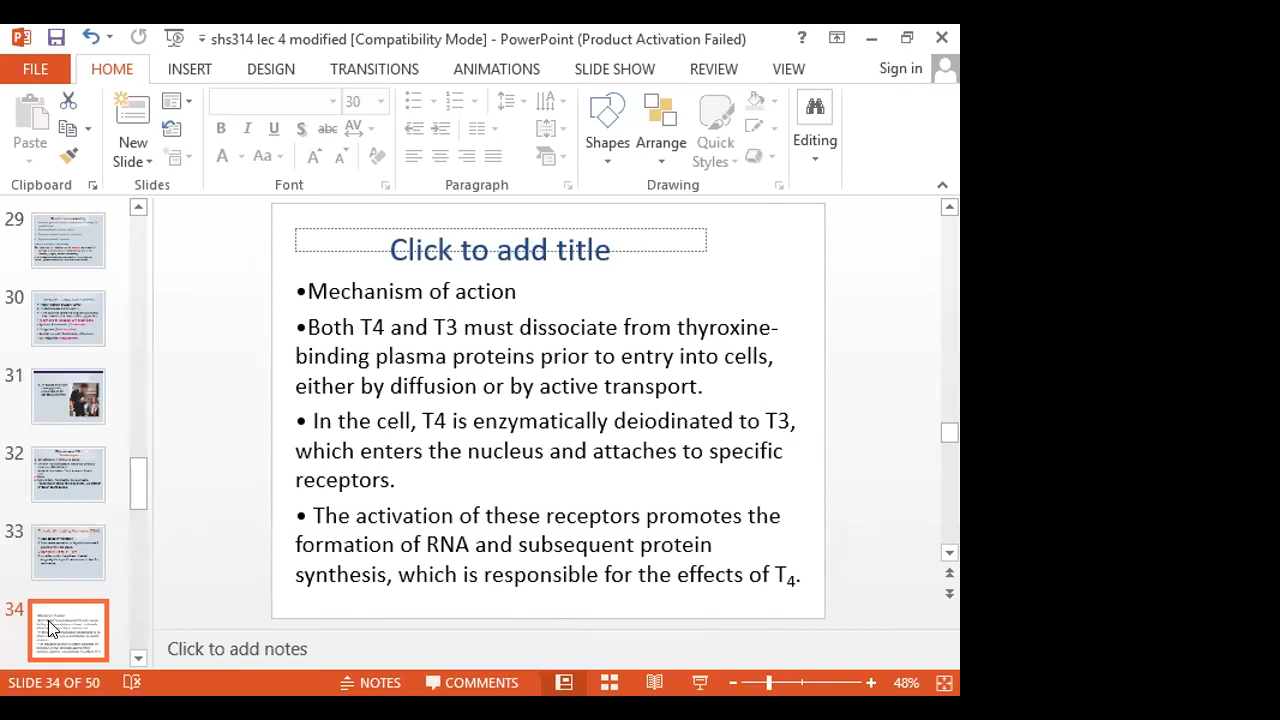 shs314 lec 4 modified [Compatibility Mode] - PowerPoint (Product Activation Failed)
FILE HOME INSERT DESIGN TRANSITIONS ANIMATIONS SLIDE SHOW REVIEW VIEW Sign in
30
Paste New Slide Shapes Arrange Quick Styles Editing
B I U S abc AV
A Aa A A
Clipboard Slides Font Paragraph Drawing
29
30
31
32
33
34
Click to add title
•Mechanism of action
•Both T4 and T3 must dissociate from thyroxine-
binding plasma proteins prior to entry into cells,
either by diffusion or by active transport.
• In the cell, T4 is enzymatically deiodinated to T3,
which enters the nucleus and attaches to specific
receptors.
• The activation of these receptors promotes the
formation of RNA and subsequent protein
synthesis, which is responsible for the effects of T4.
Click to add notes
SLIDE 34 OF 50 NOTES COMMENTS 48%